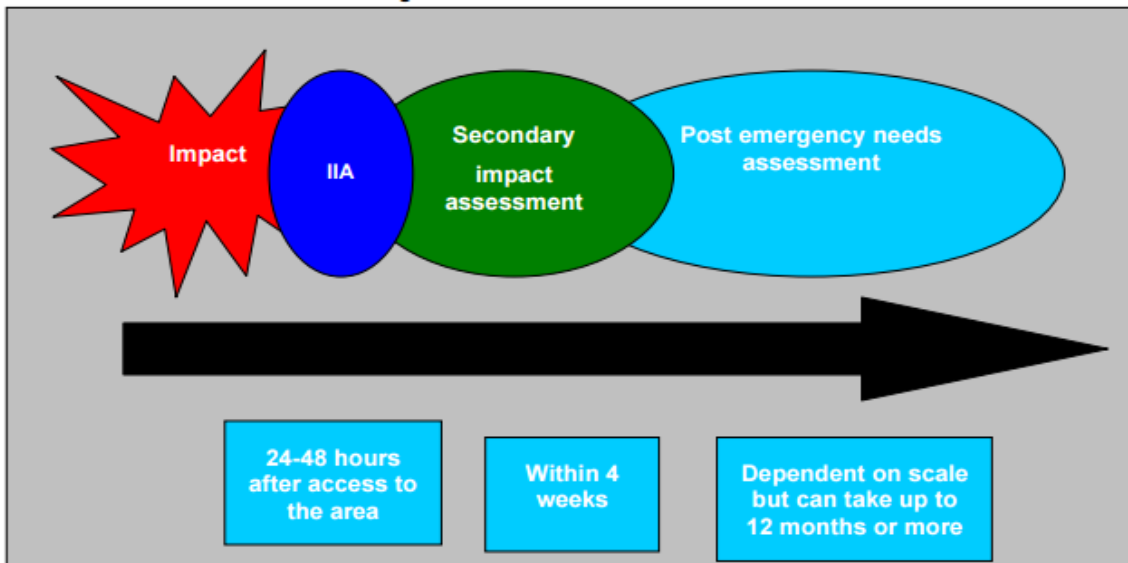 Impact
IIA
Secondary
impact
assessment
Post emergency needs
assessment
24-48 hours
after access to
the area
Within 4
weeks
Dependent on scale
but can take up to
12 months or more